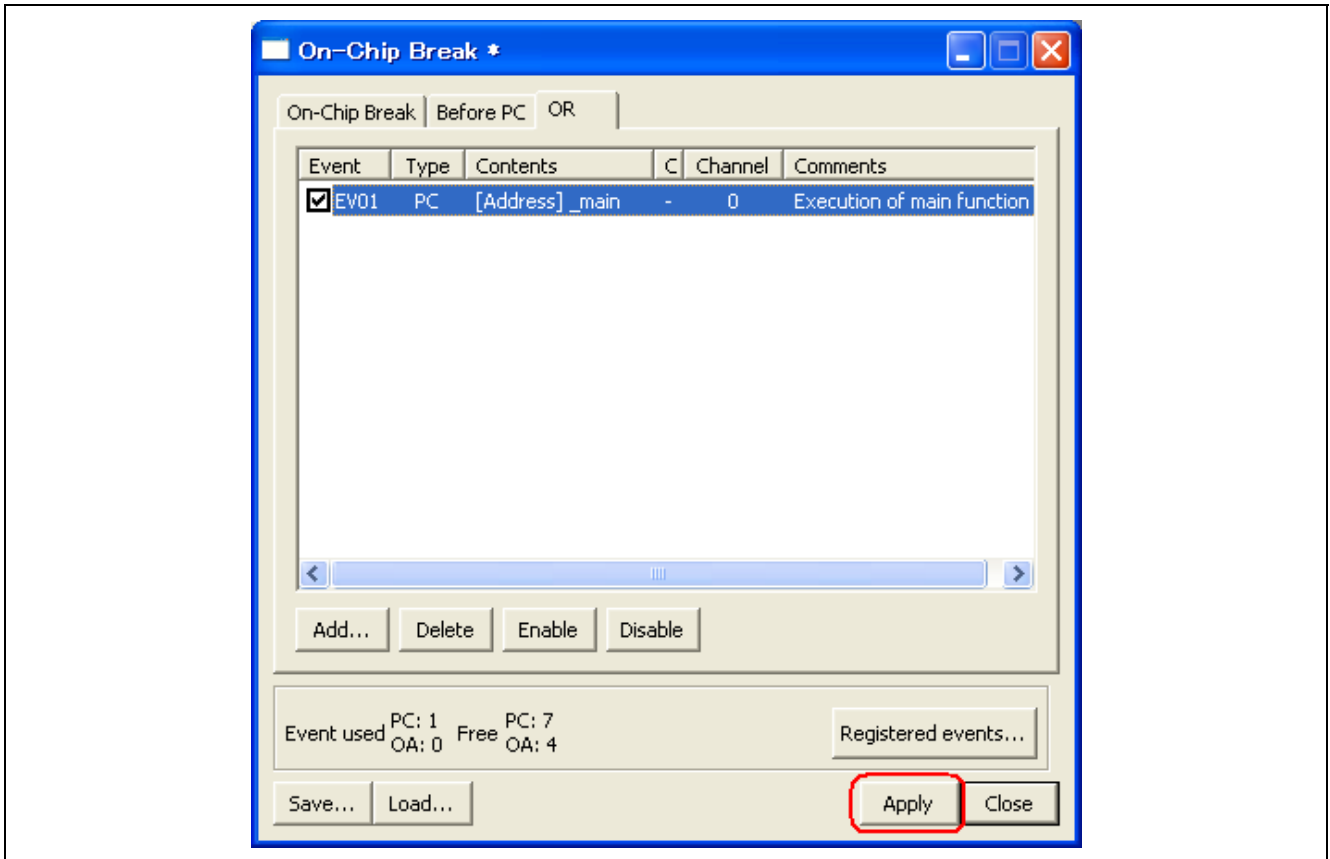 On-Chip Break *
On-Chip Break Before PC OR
Event Type Contents C Channel Comments
EV01 PC [Address] _main - 0 Execution of main function
Add... Delete Enable Disable
Event used PC: 1 Free PC: 7
OA: 0 OA: 4
Registered events...
Save... Load... Apply Close